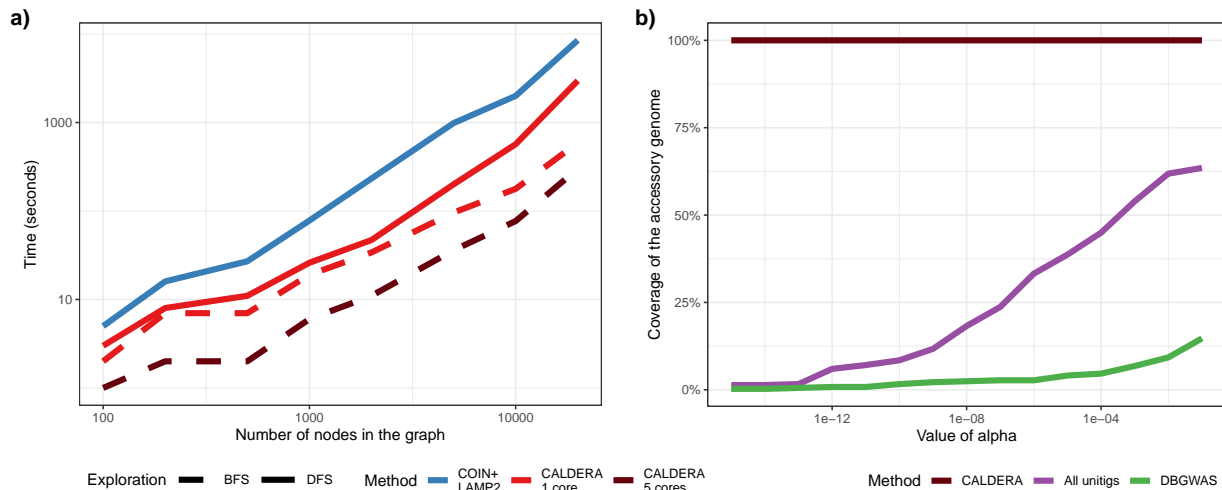 a)
1000
10
Time (seconds)
100
1000
10000
Number of nodes in the graph
Exploration
BFS
DFS
Method
COIN+
LAMP2
CALDERA
1 core
CALDERA
5 cores
b)
100%
75%
50%
25%
0%
Coverage of the accessory genome
1e−12
1e−08
1e−04
Value of alpha
Method
CALDERA
All unitigs
DBGWAS